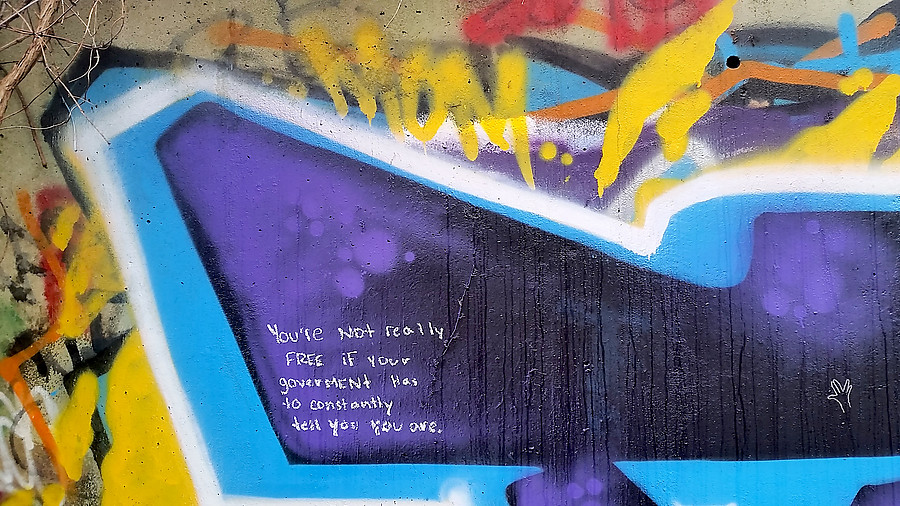 You're Not really
FREE iF your
goverMENt Has
to constantly
tell you you are.